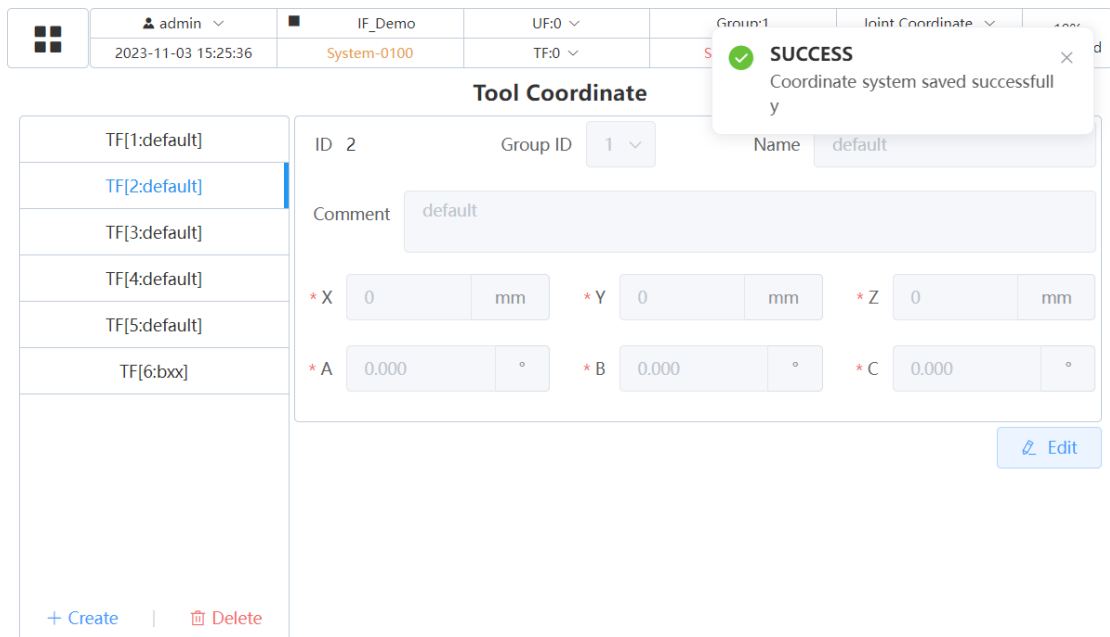 admin
IF_Demo
UF:0
Group:1
Joint Coordinate
10%
2023-11-03 15:25:36
System-0100
TF:0
S
d
SUCCESS
Coordinate system saved successfull
y
Tool Coordinate
TF[1:default]
TF[2:default]
TF[3:default]
TF[4:default]
TF[5:default]
TF[6:bxx]
ID 2
Group ID 1
Name default
Comment default
* X 0 mm
* Y 0 mm
* Z 0 mm
* A 0.000 °
* B 0.000 °
* C 0.000 °
Edit
+ Create | Delete